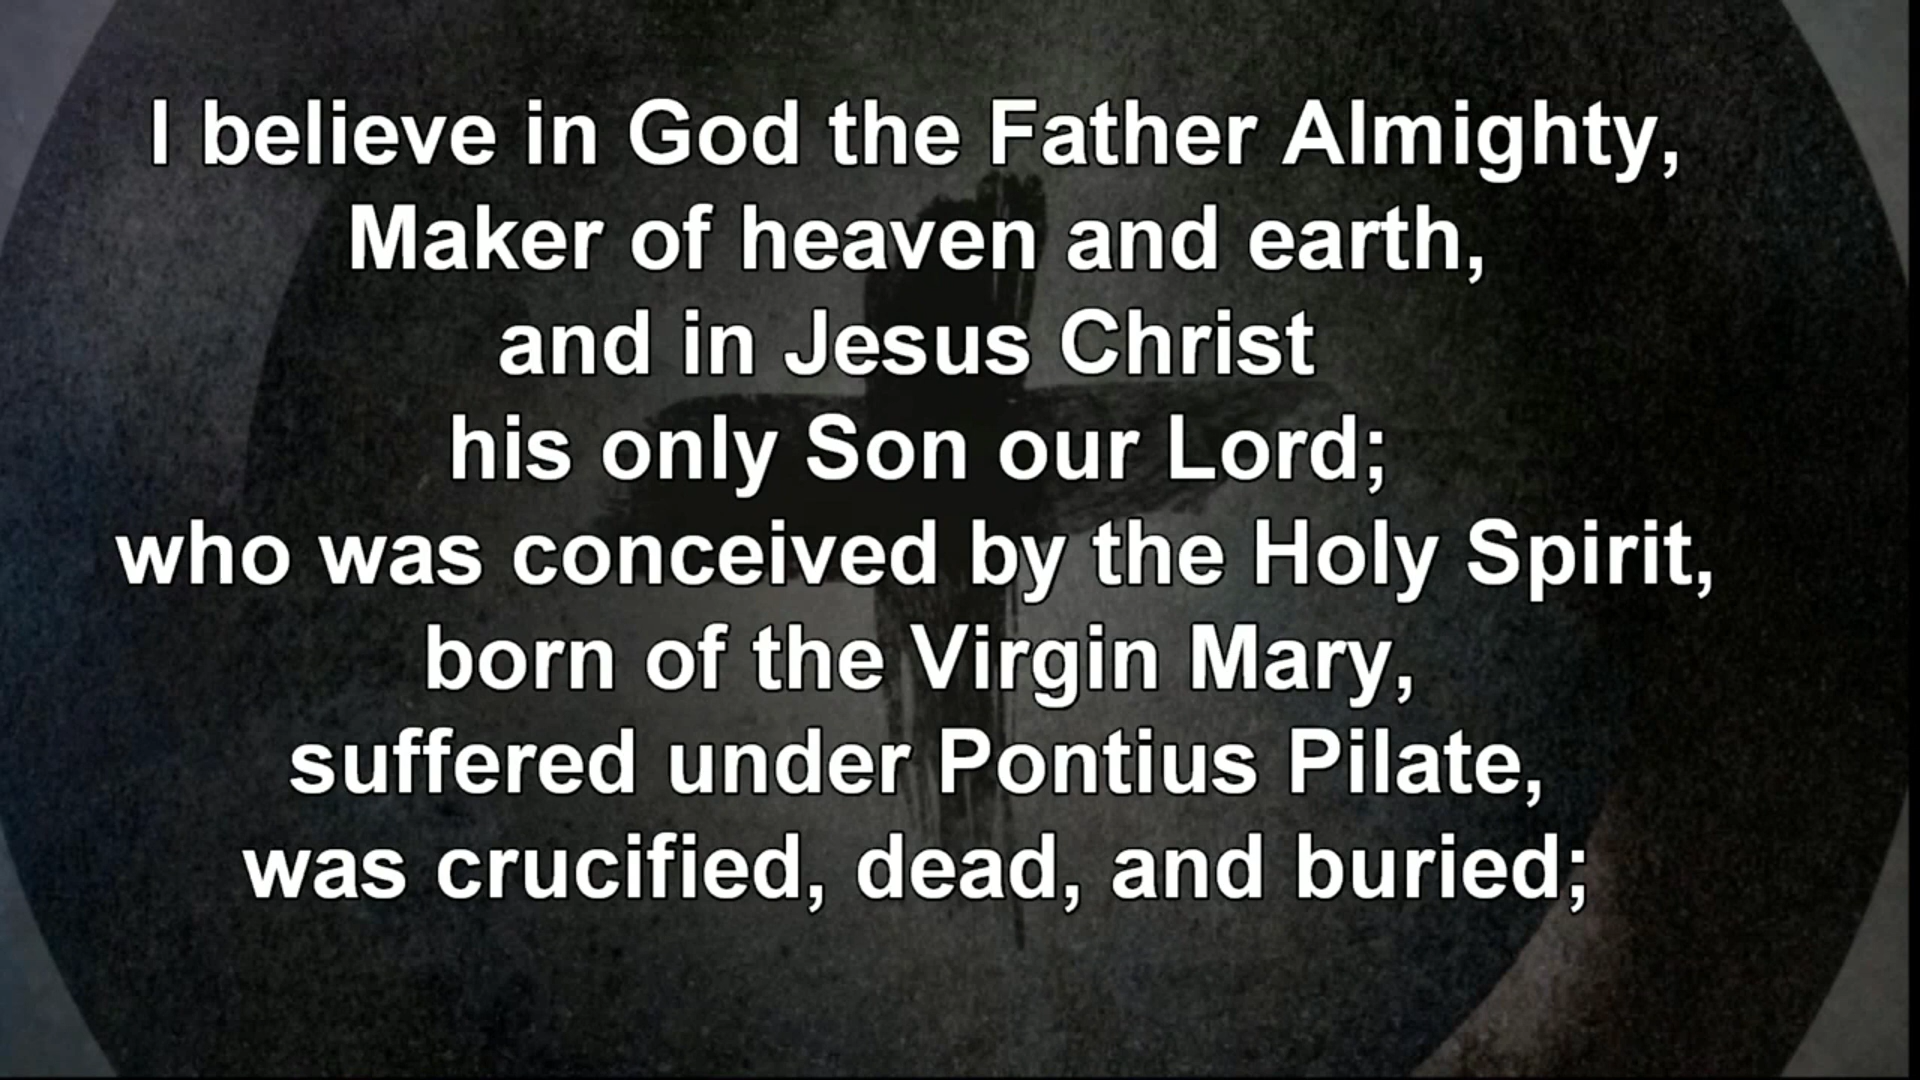 I believe in God the Father Almighty,
Maker of heaven and earth,
and in Jesus Christ
his only Son our Lord;
who was conceived by the Holy Spirit,
born of the Virgin Mary,
suffered under Pontius Pilate,
was crucified, dead, and buried;